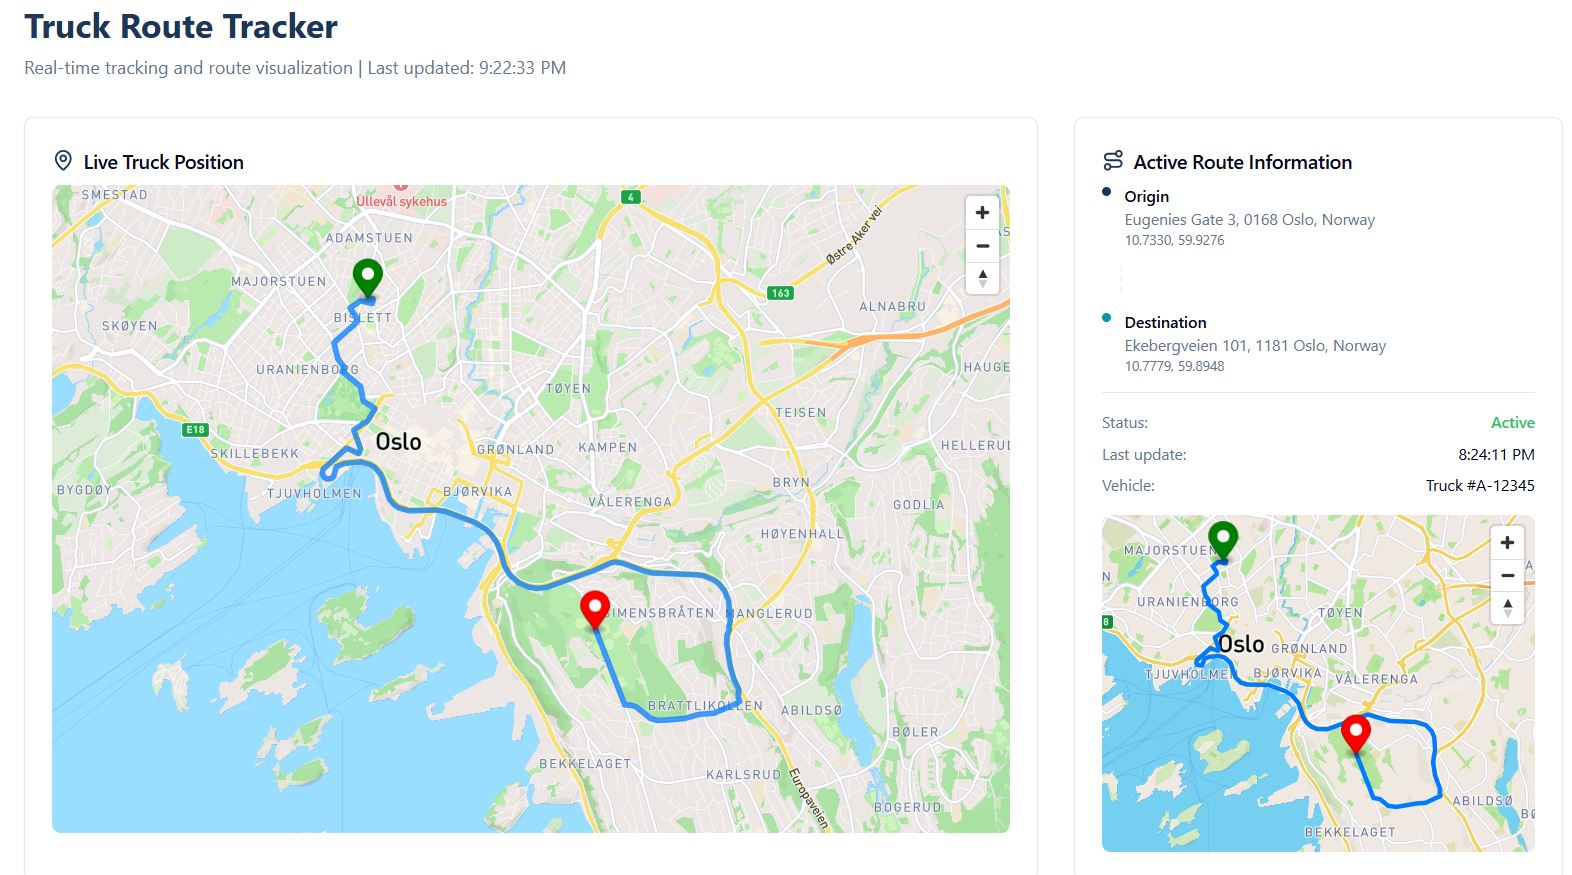 Truck Route Tracker
Real-time tracking and route visualization | Last updated: 9:22:33 PM
Live Truck Position
SMESTAD
Ullevål sykehus
4
ADAMSTUEN
Østre Aker vei
MAJORSTUEN
163
ALNABRU
SKØYEN
BISLETT
URANIENBORG
HAUGE
TØYEN
TEISEN
E18
Oslo
SKILLEBEKK
GRØNLAND
KAMPEN
HELLERUD
BYGDØY
TJUVHOLMEN
BJØRVIKA
VÅLERENGA
BRYN
GODLIA
HØYENHALL
SIMENSBRÅTEN
MANGLERUD
BRATTLIKOLLEN
ABILDSØ
BØLER
BEKKELAGET
KARLSRUD
Europaveien
BOGERUD
Active Route Information
Origin
Eugenies Gate 3, 0168 Oslo, Norway
10.7330, 59.9276
Destination
Ekebergveien 101, 1181 Oslo, Norway
10.7779, 59.8948
Status: Active
Last update: 8:24:11 PM
Vehicle: Truck #A-12345
MAJORSTUEN
N
URANIENBORG
TØYEN
8
Oslo
GRØNLAND
TJUVHOLMEN
BJØRVIKA
VÅLERENGA
ABILDSØ
BØ
BEKKELAGET